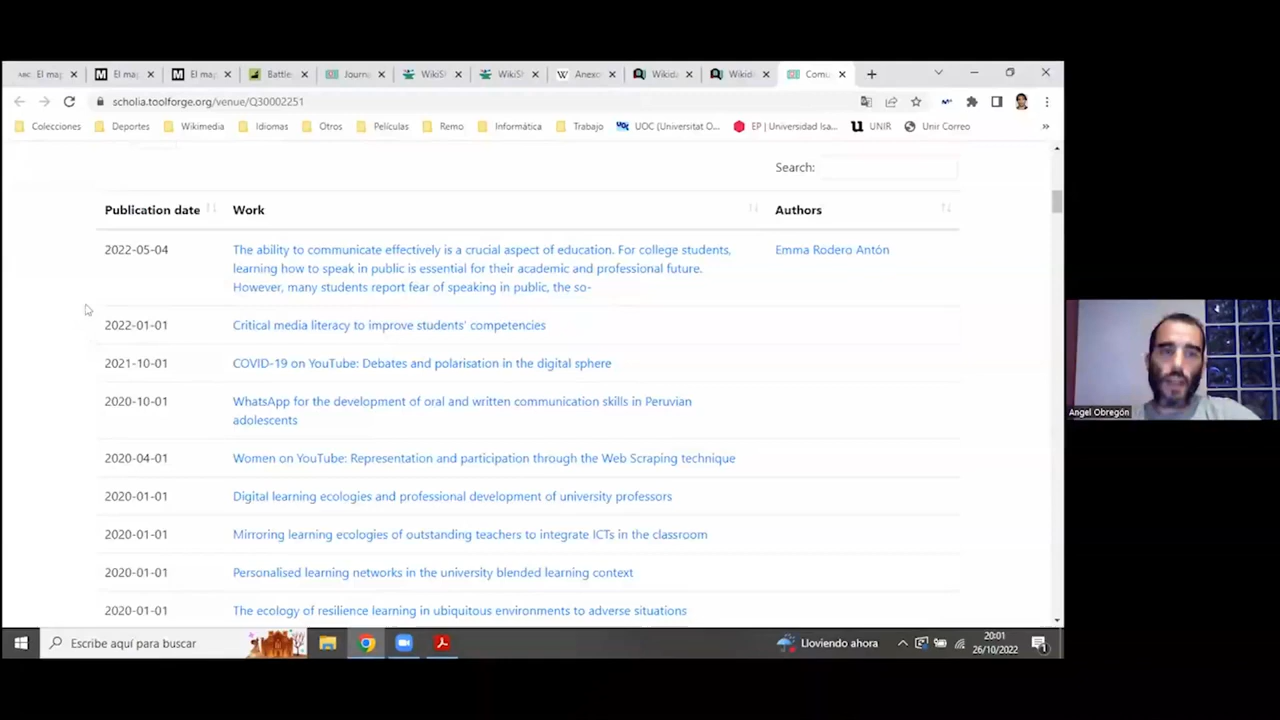 ABC El ma
M El ma
M El ma
Battle
Journa
WikiSh
WikiSh
W Anexo
Wikida
Wikid
Comu
scholia.toolforge.org/venue/Q30002251
Colecciones
Deportes
Wikimedia
Idiomas
Otros
Películas
Remo
Informática
Trabajo
UOC (Universitat O...
EP | Universidad Isa...
UNIR
Unir Correo
»
Search:
Publication date Work Authors
2022-05-04 The ability to communicate effectively is a crucial aspect of education. For college students, Emma Rodero Antón
learning how to speak in public is essential for their academic and professional future.
However, many students report fear of speaking in public, the so-
2022-01-01 Critical media literacy to improve students' competencies
2021-10-01 COVID-19 on YouTube: Debates and polarisation in the digital sphere
2020-10-01 WhatsApp for the development of oral and written communication skills in Peruvian
adolescents
2020-04-01 Women on YouTube: Representation and participation through the Web Scraping technique
2020-01-01 Digital learning ecologies and professional development of university professors
2020-01-01 Mirroring learning ecologies of outstanding teachers to integrate ICTs in the classroom
2020-01-01 Personalised learning networks in the university blended learning context
2020-01-01 The ecology of resilience learning in ubiquitous environments to adverse situations
Angel Obregón
Escribe aquí para buscar
Lloviendo ahora
20:01
26/10/2022
1